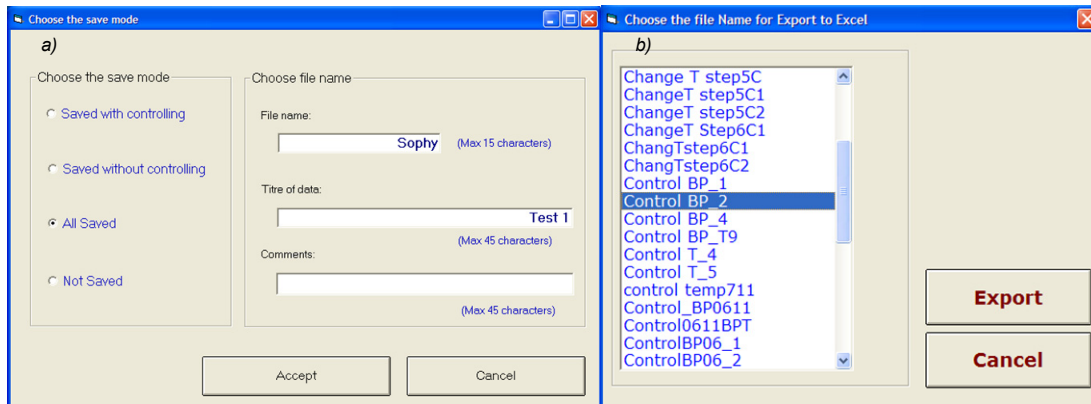 Choose the save mode
a)
Choose the save mode
Saved with controlling
Saved without controlling
All Saved
Not Saved
Choose file name
File name:
Sophy (Max 15 characters)
Titre of data:
Test 1
(Max 45 characters)
Comments:
(Max 45 characters)
Accept Cancel
Choose the file Name for Export to Excel
b)
Change T step5C
ChangeT step5C1
ChangeT step5C2
ChangeT Step6C1
ChangTstep6C1
ChangTstep6C2
Control BP_1
Control BP_2
Control BP_4
Control BP_T9
Control T_4
Control T_5
control temp711
Control_BP0611
Control0611BPT
ControlBP06_1
ControlBP06_2
Export
Cancel